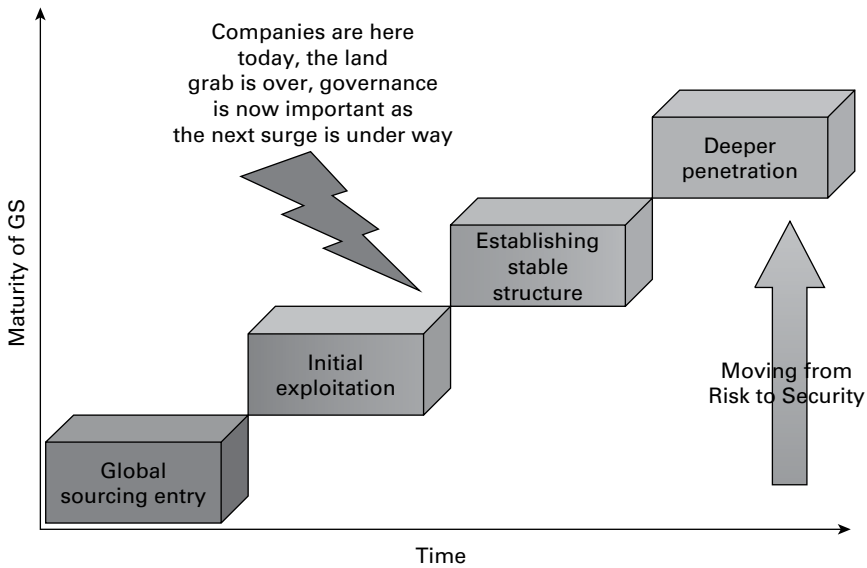 Companies are here
today, the land
grab is over, governance
is now important as
the next surge is under way
Deeper
penetration
Establishing
stable
structure
Initial
exploitation
Global
sourcing entry
Moving from
Risk to Security
Maturity of GS
Time